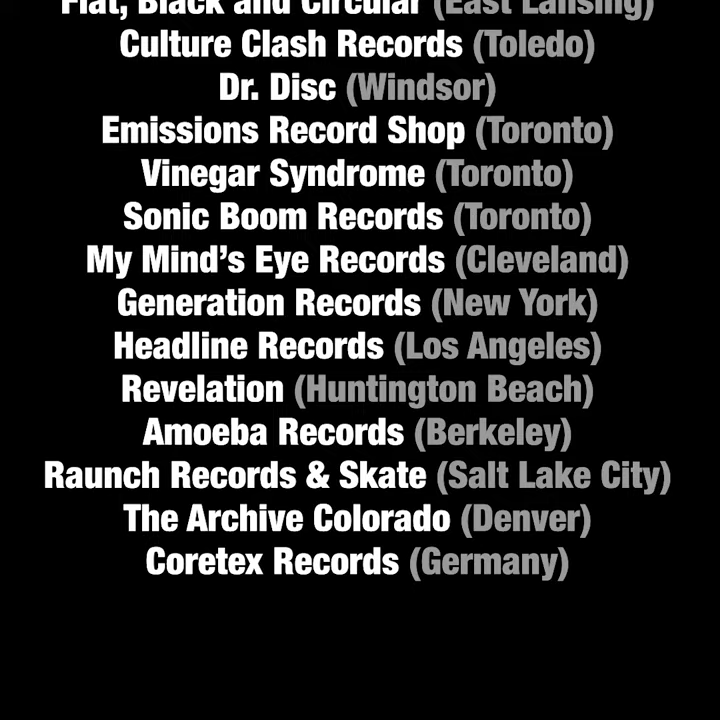 Flat, Black and Circular (East Lansing)
Culture Clash Records (Toledo)
Dr. Disc (Windsor)
Emissions Record Shop (Toronto)
Vinegar Syndrome (Toronto)
Sonic Boom Records (Toronto)
My Mind’s Eye Records (Cleveland)
Generation Records (New York)
Headline Records (Los Angeles)
Revelation (Huntington Beach)
Amoeba Records (Berkeley)
Raunch Records & Skate (Salt Lake City)
The Archive Colorado (Denver)
Coretex Records (Germany)